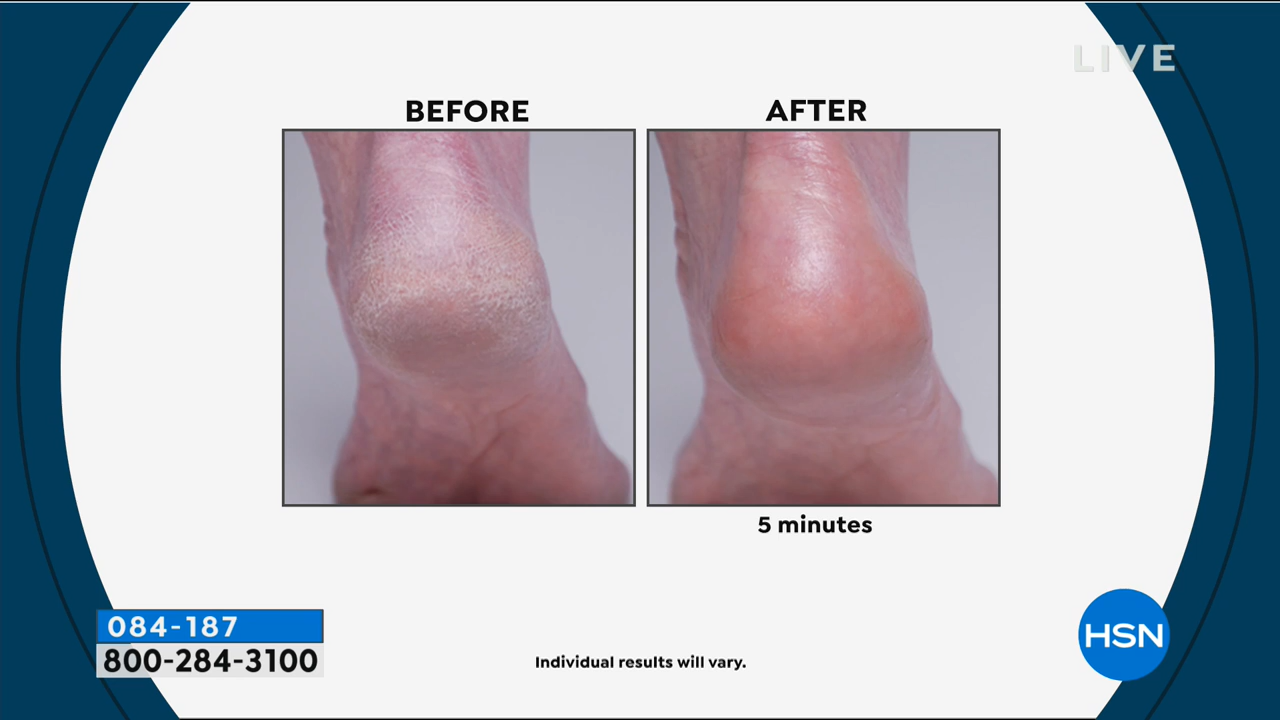 LIVE
BEFORE
AFTER
5 minutes
084-187
800-284-3100
Individual results will vary.
HSN